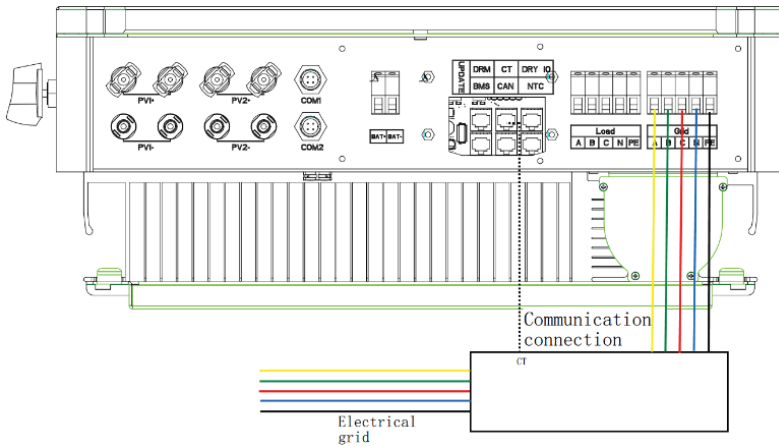 UPDATE
DRM CT DRY IO
BMS CAN NTC
PV1+ PV2+ COM1
PV1- PV2- COM2
BAT+ BAT-
Load Grid
A B C N PE A B C N PE
Communication
connection
CT
Electrical
grid